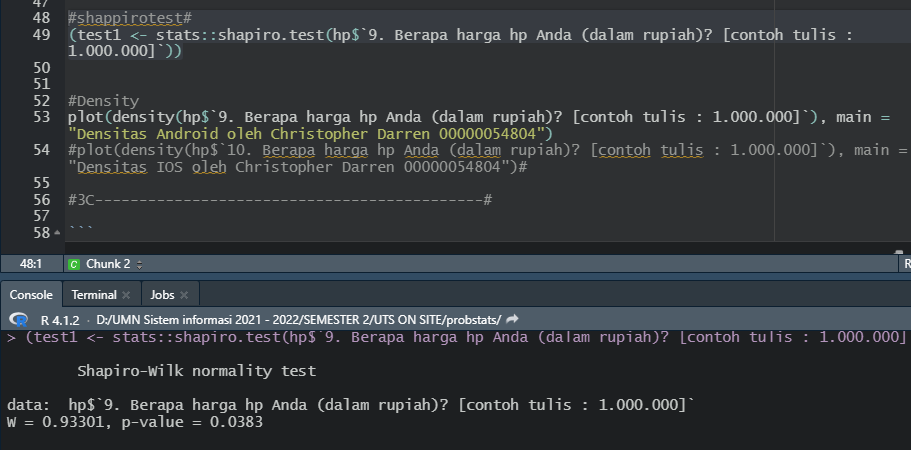 47
48 #shappirotest#
49 (test1 <- stats::shapiro.test(hp$`9. Berapa harga hp Anda (dalam rupiah)? [contoh tulis :
1.000.000]`))
50
51
52 #Density
53 plot(density(hp$`9. Berapa harga hp Anda (dalam rupiah)? [contoh tulis : 1.000.000]`), main =
"Densitas Android oleh Christopher Darren 00000054804")
54 #plot(density(hp$`10. Berapa harga hp Anda (dalam rupiah)? [contoh tulis : 1.000.000]`), main =
"Densitas IOS oleh Christopher Darren 00000054804")#
55
56 #3C--------------------------------------------#
57
58 ```
48:1 C Chunk 2 R
Console Terminal Jobs
R R 4.1.2 · D:/UMN Sistem informasi 2021 - 2022/SEMESTER 2/UTS ON SITE/probstats/
> (test1 <- stats::shapiro.test(hp$`9. Berapa harga hp Anda (dalam rupiah)? [contoh tulis : 1.000.000]
Shapiro-Wilk normality test
data:  hp$`9. Berapa harga hp Anda (dalam rupiah)? [contoh tulis : 1.000.000]`
W = 0.93301, p-value = 0.0383